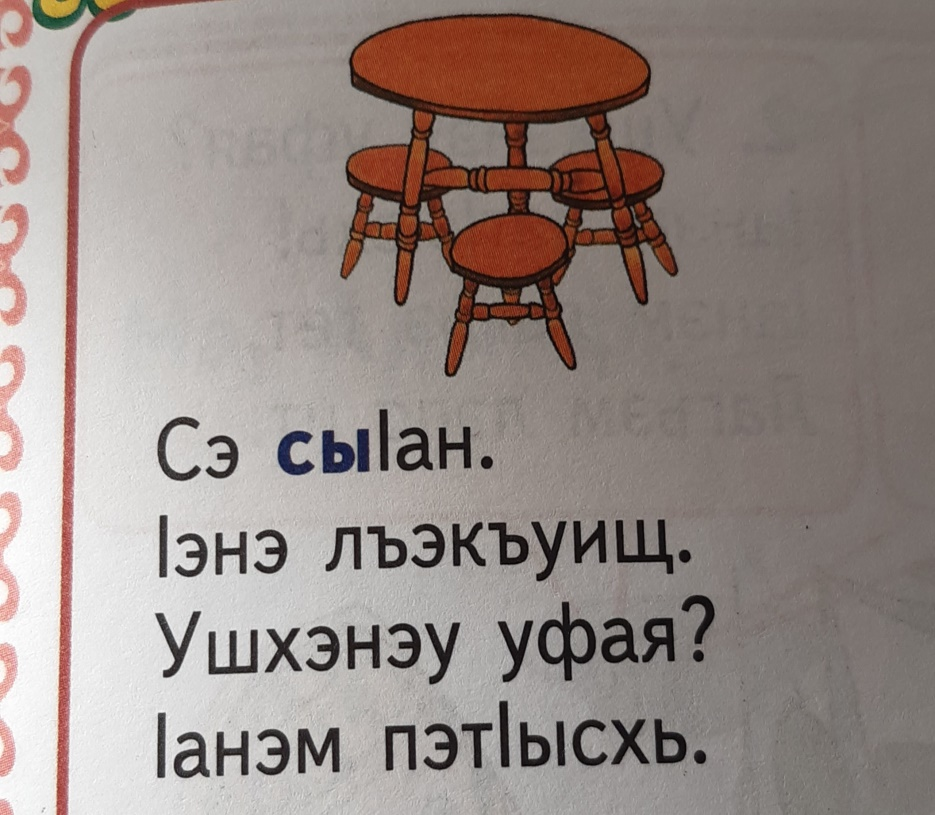 Сэ сыӏан.
Ӏэнэ лъэкъуищ.
Ушхэнэу уфая?
Ӏанэм пэтӏысхь.